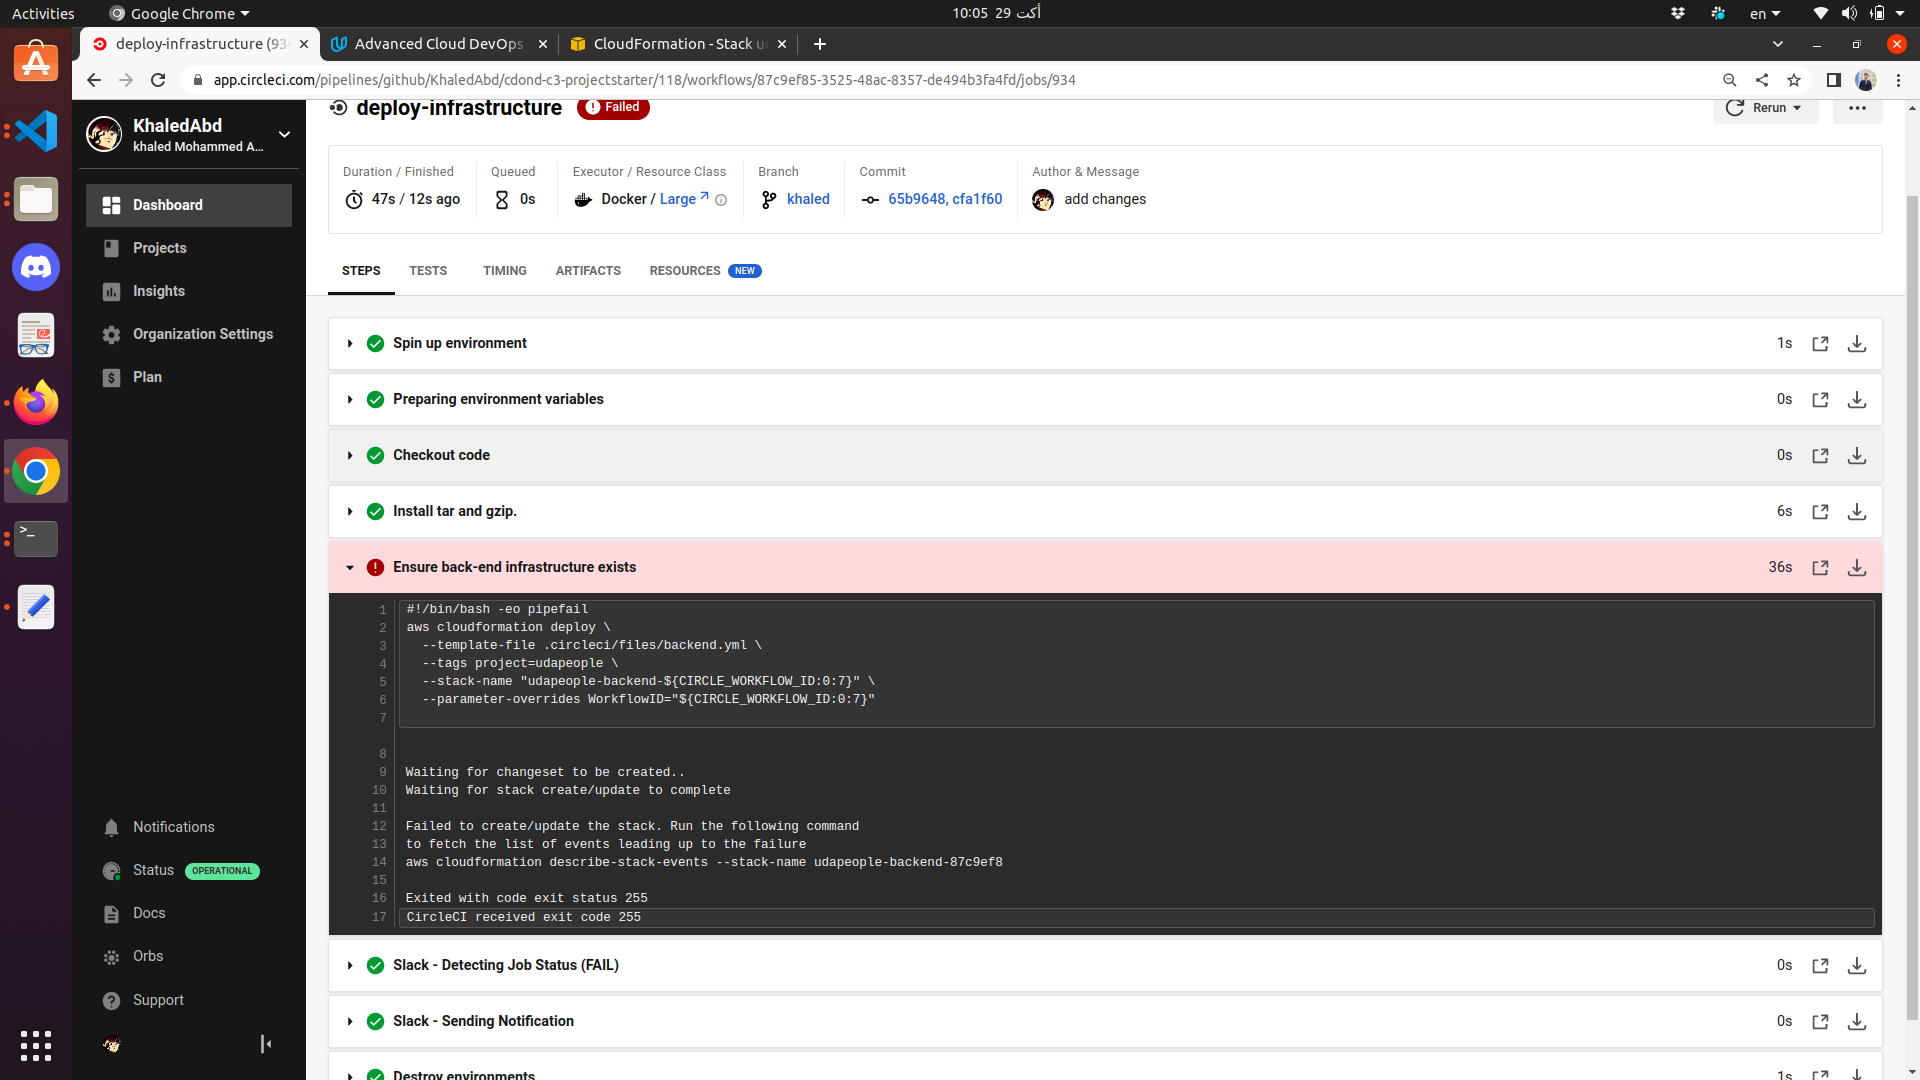 Activities
Google Chrome
10:05 29 أكت
en
deploy-infrastructure (93
Advanced Cloud DevOps
CloudFormation - Stack u
app.circleci.com/pipelines/github/KhaledAbd/cdond-c3-projectstarter/118/workflows/87c9ef85-3525-48ac-8357-de494b3fa4fd/jobs/934
KhaledAbd
khaled Mohammed A...
Dashboard
Projects
Insights
Organization Settings
Plan
Notifications
Status OPERATIONAL
Docs
Orbs
Support
deploy-infrastructure
Failed
Rerun
Duration / Finished
47s / 12s ago
Queued
0s
Executor / Resource Class
Docker / Large
Branch
khaled
Commit
65b9648, cfa1f60
Author & Message
add changes
STEPS
TESTS
TIMING
ARTIFACTS
RESOURCES NEW
Spin up environment 1s
Preparing environment variables 0s
Checkout code 0s
Install tar and gzip. 6s
Ensure back-end infrastructure exists 36s
1 #!/bin/bash -eo pipefail
2 aws cloudformation deploy \
3 --template-file .circleci/files/backend.yml \
4 --tags project=udapeople \
5 --stack-name "udapeople-backend-${CIRCLE_WORKFLOW_ID:0:7}" \
6 --parameter-overrides WorkflowID="${CIRCLE_WORKFLOW_ID:0:7}"
7
8
9 Waiting for changeset to be created..
10 Waiting for stack create/update to complete
11
12 Failed to create/update the stack. Run the following command
13 to fetch the list of events leading up to the failure
14 aws cloudformation describe-stack-events --stack-name udapeople-backend-87c9ef8
15
16 Exited with code exit status 255
17 CircleCI received exit code 255
Slack - Detecting Job Status (FAIL) 0s
Slack - Sending Notification 0s
Destroy environments 1s